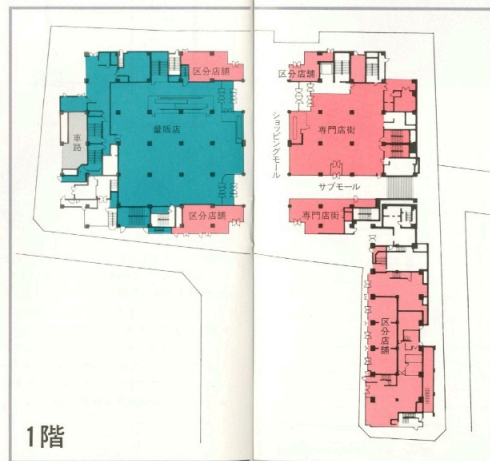 区分店舗
区分店舗
量販店
車路
ショッピングモール
専門店街
サブモール
区分店舗
専門店街
区分店舗
1階